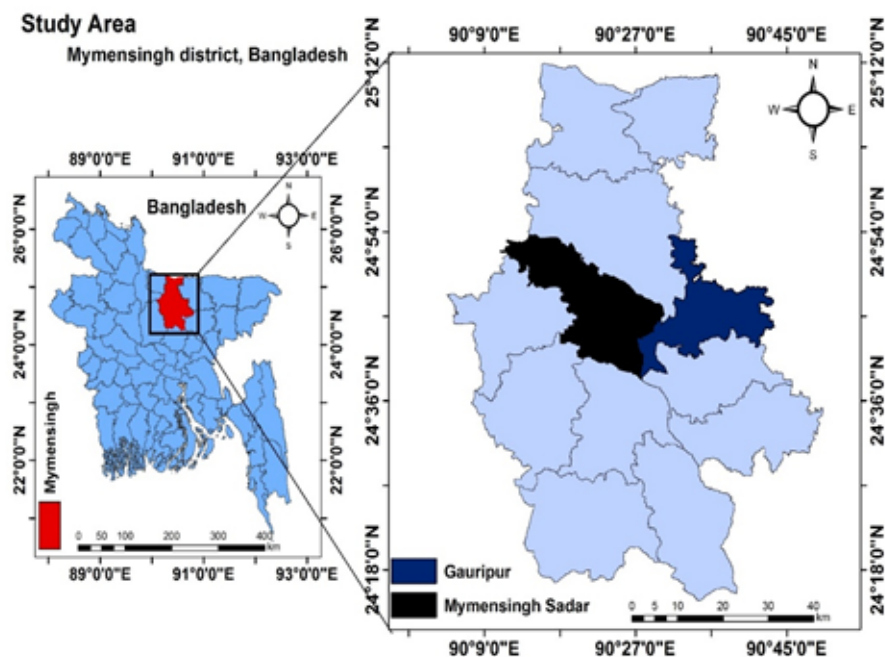 Study Area
Mymensingh district, Bangladesh
89°0'0"E 91°0'0"E 93°0'0"E
Bangladesh
N
W E
S
26°0'0"N
24°0'0"N
22°0'0"N
26°0'0"N
24°0'0"N
22°0'0"N
Mymensingh
0 50 100 200 300 400
km
89°0'0"E 91°0'0"E 93°0'0"E
90°9'0"E 90°27'0"E 90°45'0"E
25°12'0"N
24°54'0"N
24°36'0"N
24°18'0"N
N
W E
S
25°12'0"N
24°54'0"N
24°36'0"N
24°18'0"N
Gauripur
Mymensingh Sadar
0 5 10 20 30 40
km
90°9'0"E 90°27'0"E 90°45'0"E